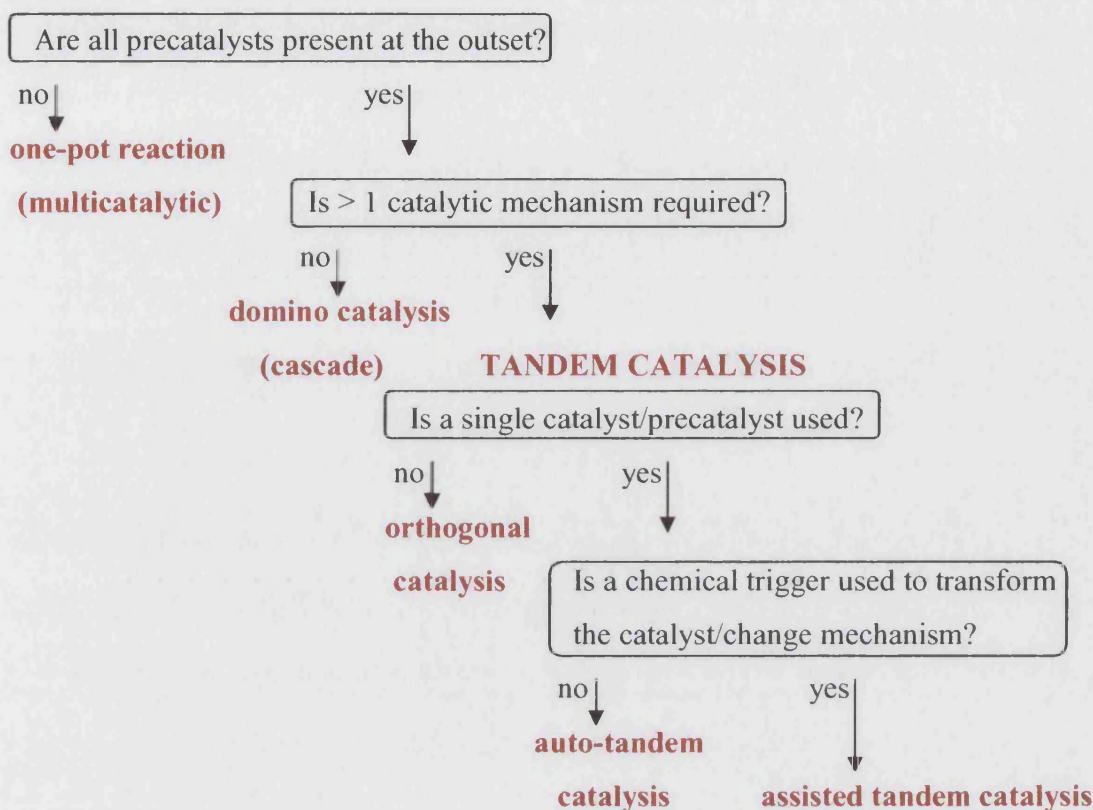 Are all precatalysts present at the outset?
no
yes
one-pot reaction
(multicatalytic)
Is > 1 catalytic mechanism required?
no
yes
domino catalysis
(cascade)
TANDEM CATALYSIS
Is a single catalyst/precatalyst used?
no
yes
orthogonal
catalysis
Is a chemical trigger used to transform
the catalyst/change mechanism?
no
yes
auto-tandem
catalysis
assisted tandem catalysis